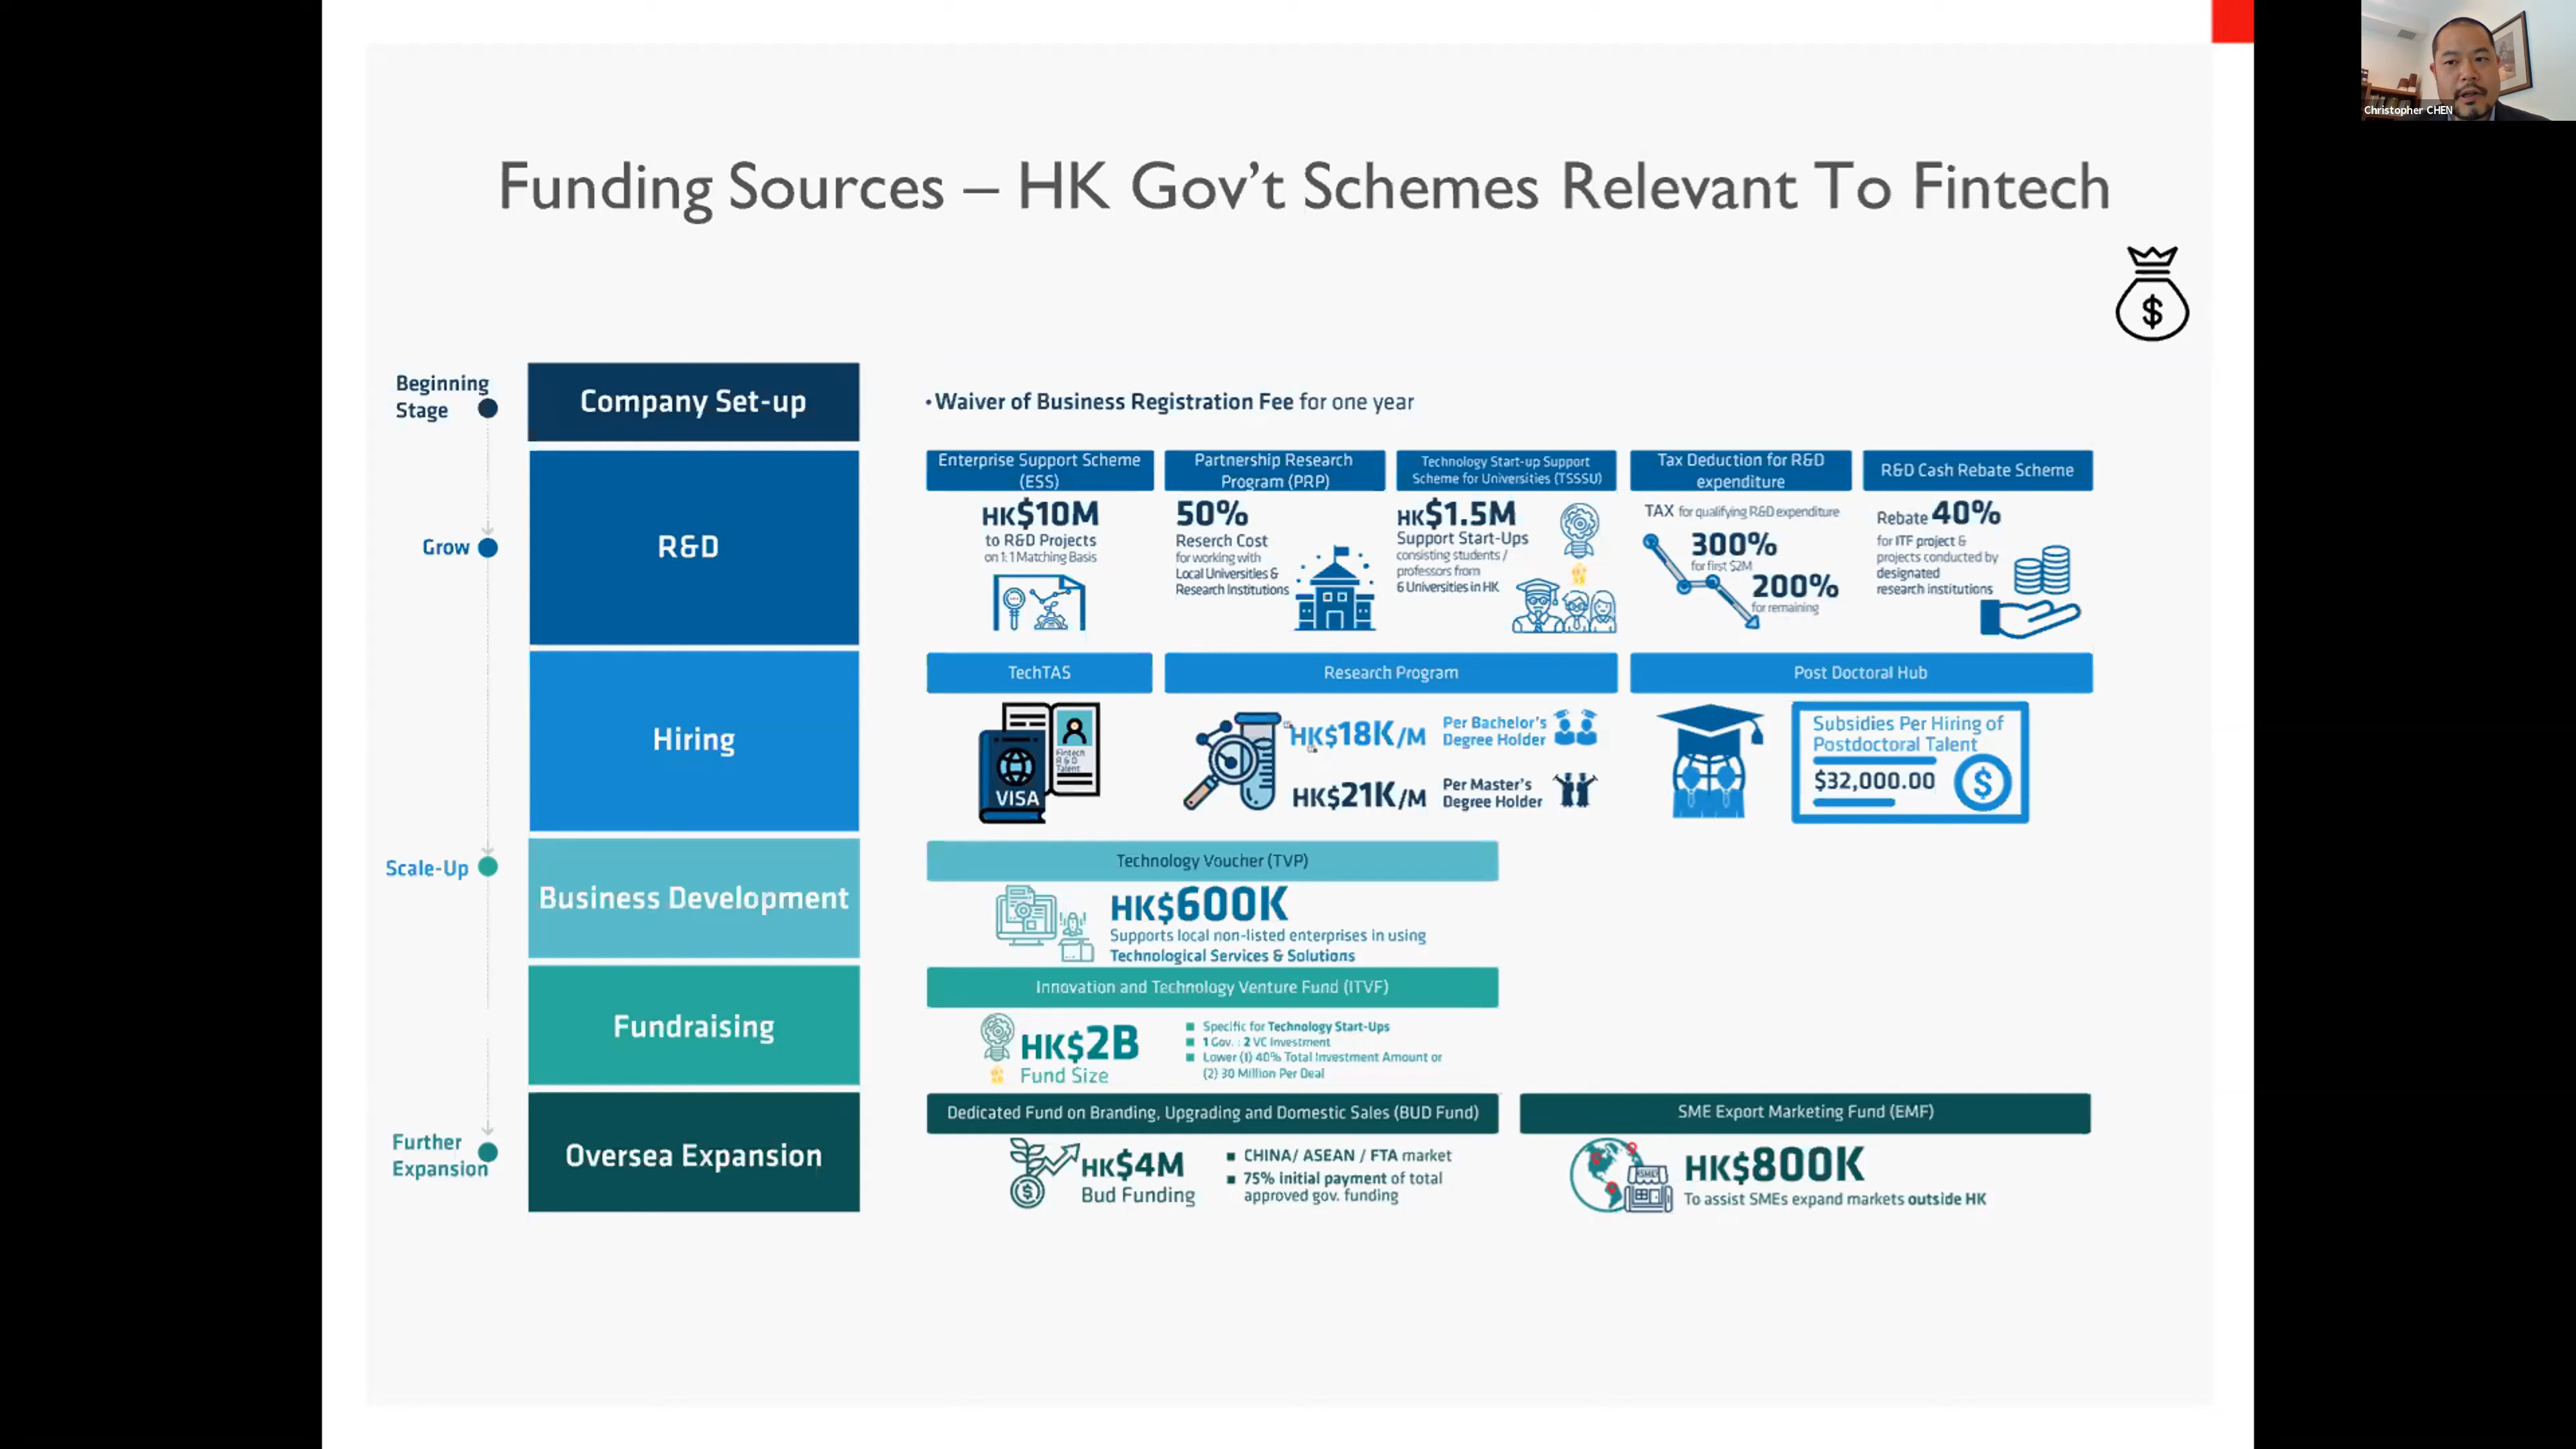 Christopher CHEN
Funding Sources – HK Gov't Schemes Relevant To Fintech
$
Beginning
Stage
Company Set-up
• Waiver of Business Registration Fee for one year
Grow
R&D
Enterprise Support Scheme
(ESS)
HK$10M
to R&D Projects
on 1:1 Matching Basis
Partnership Research
Program (PRP)
50%
Reserch Cost
for working with
Local Universities &
Research Institutions
Technology Start-up Support
Scheme for Universities (TSSSU)
HK$1.5M
Support Start-Ups
consisting students /
professors from
6 Universities in HK
Tax Deduction for R&D
expenditure
TAX for qualifying R&D expenditure
300%
for first $2M
200%
for remaining
R&D Cash Rebate Scheme
Rebate 40%
for ITF project &
projects conducted by
designated
research institutions
Hiring
TechTAS
Fintech
R & D
Talent
VISA
Research Program
HK$18K/M
Per Bachelor's
Degree Holder
HK$21K/M
Per Master's
Degree Holder
Post Doctoral Hub
Subsidies Per Hiring of
Postdoctoral Talent
$32,000.00
$
Scale-Up
Business Development
Technology Voucher (TVP)
HK$600K
Supports local non-listed enterprises in using
Technological Services & Solutions
Fundraising
Innovation and Technology Venture Fund (ITVF)
HK$2B
Fund Size
Specific for Technology Start-Ups
1 Gov. : 2 VC Investment
Lower (1) 40% Total Investment Amount or
(2) 30 Million Per Deal
Further
Expansion
Oversea Expansion
Dedicated Fund on Branding, Upgrading and Domestic Sales (BUD Fund)
$
HK$4M
Bud Funding
CHINA/ ASEAN / FTA market
75% initial payment of total
approved gov. funding
SME Export Marketing Fund (EMF)
HK$800K
To assist SMEs expand markets outside HK